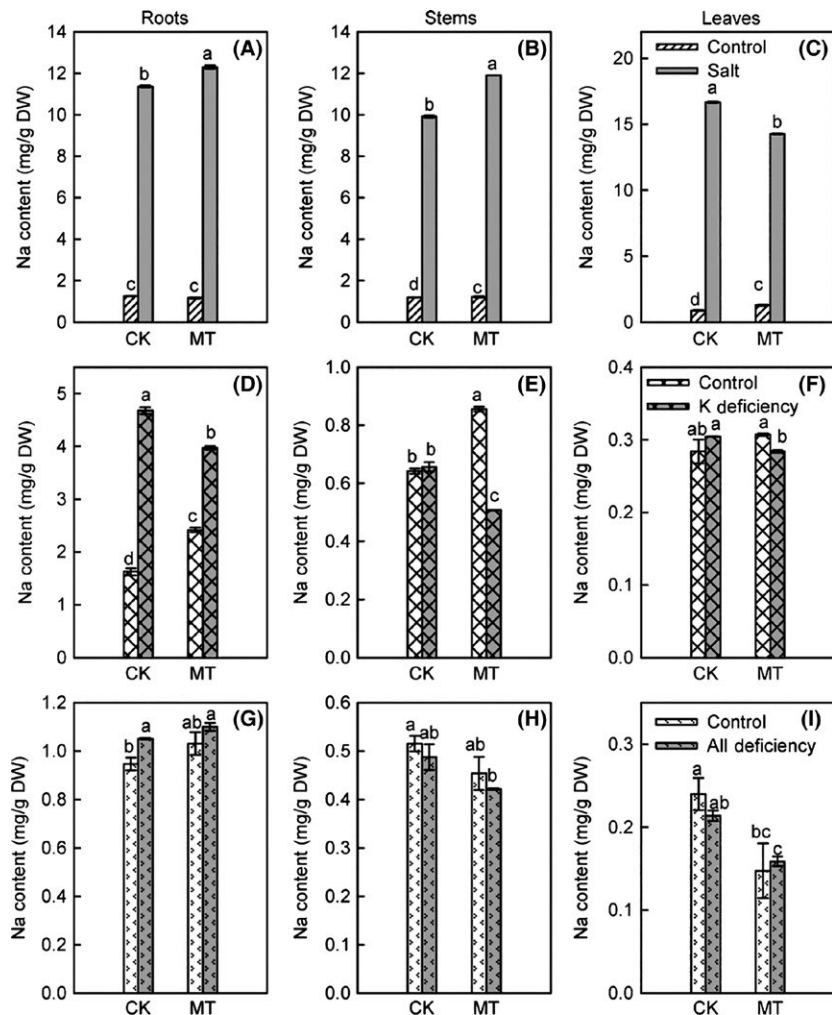 Roots
Stems
Leaves
Na content (mg/g DW)
14
12
10
8
6
4
2
0
(A)
b
a
c
c
CK
MT
Na content (mg/g DW)
14
12
10
8
6
4
2
0
(B)
b
a
d
c
CK
MT
Na content (mg/g DW)
20
15
10
5
0
(C)
Control
Salt
a
b
d
c
CK
MT
Na content (mg/g DW)
5
4
3
2
1
0
(D)
a
b
c
d
CK
MT
Na content (mg/g DW)
1.0
0.8
0.6
0.4
0.2
0.0
(E)
b
b
a
c
CK
MT
Na content (mg/g DW)
0.4
0.3
0.2
0.1
0.0
(F)
Control
K deficiency
ab
a
a
b
CK
MT
Na content (mg/g DW)
1.2
1.0
0.8
0.6
0.4
0.2
0.0
(G)
b
a
ab
a
CK
MT
Na content (mg/g DW)
0.6
0.5
0.4
0.3
0.2
0.1
0.0
(H)
a
ab
ab
b
CK
MT
Na content (mg/g DW)
0.3
0.2
0.1
0.0
(I)
Control
All deficiency
a
ab
bc
c
CK
MT